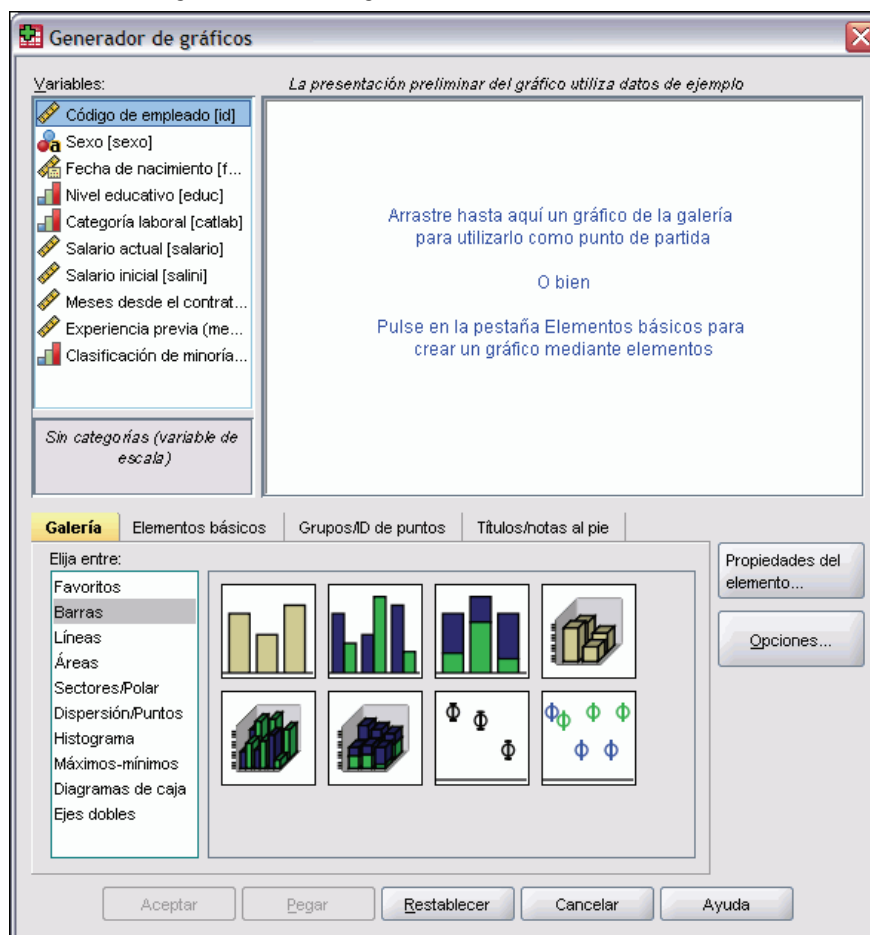 Generador de gráficos
Variables:
La presentación preliminar del gráfico utiliza datos de ejemplo
Código de empleado [id]
Sexo [sexo]
Fecha de nacimiento [f...
Nivel educativo [educ]
Categoría laboral [catlab]
Salario actual [salario]
Salario inicial [salini]
Meses desde el contrat...
Experiencia previa (me...
Clasificación de minoría...
Arrastre hasta aquí un gráfico de la galería
para utilizarlo como punto de partida
O bien
Pulse en la pestaña Elementos básicos para
crear un gráfico mediante elementos
Sin categorías (variable de
escala)
Galería
Elementos básicos
Grupos/ID de puntos
Títulos/notas al pie
Elija entre:
Favoritos
Barras
Líneas
Áreas
Sectores/Polar
Dispersión/Puntos
Histograma
Máximos-mínimos
Diagramas de caja
Ejes dobles
Propiedades del
elemento...
Opciones...
Aceptar
Pegar
Restablecer
Cancelar
Ayuda